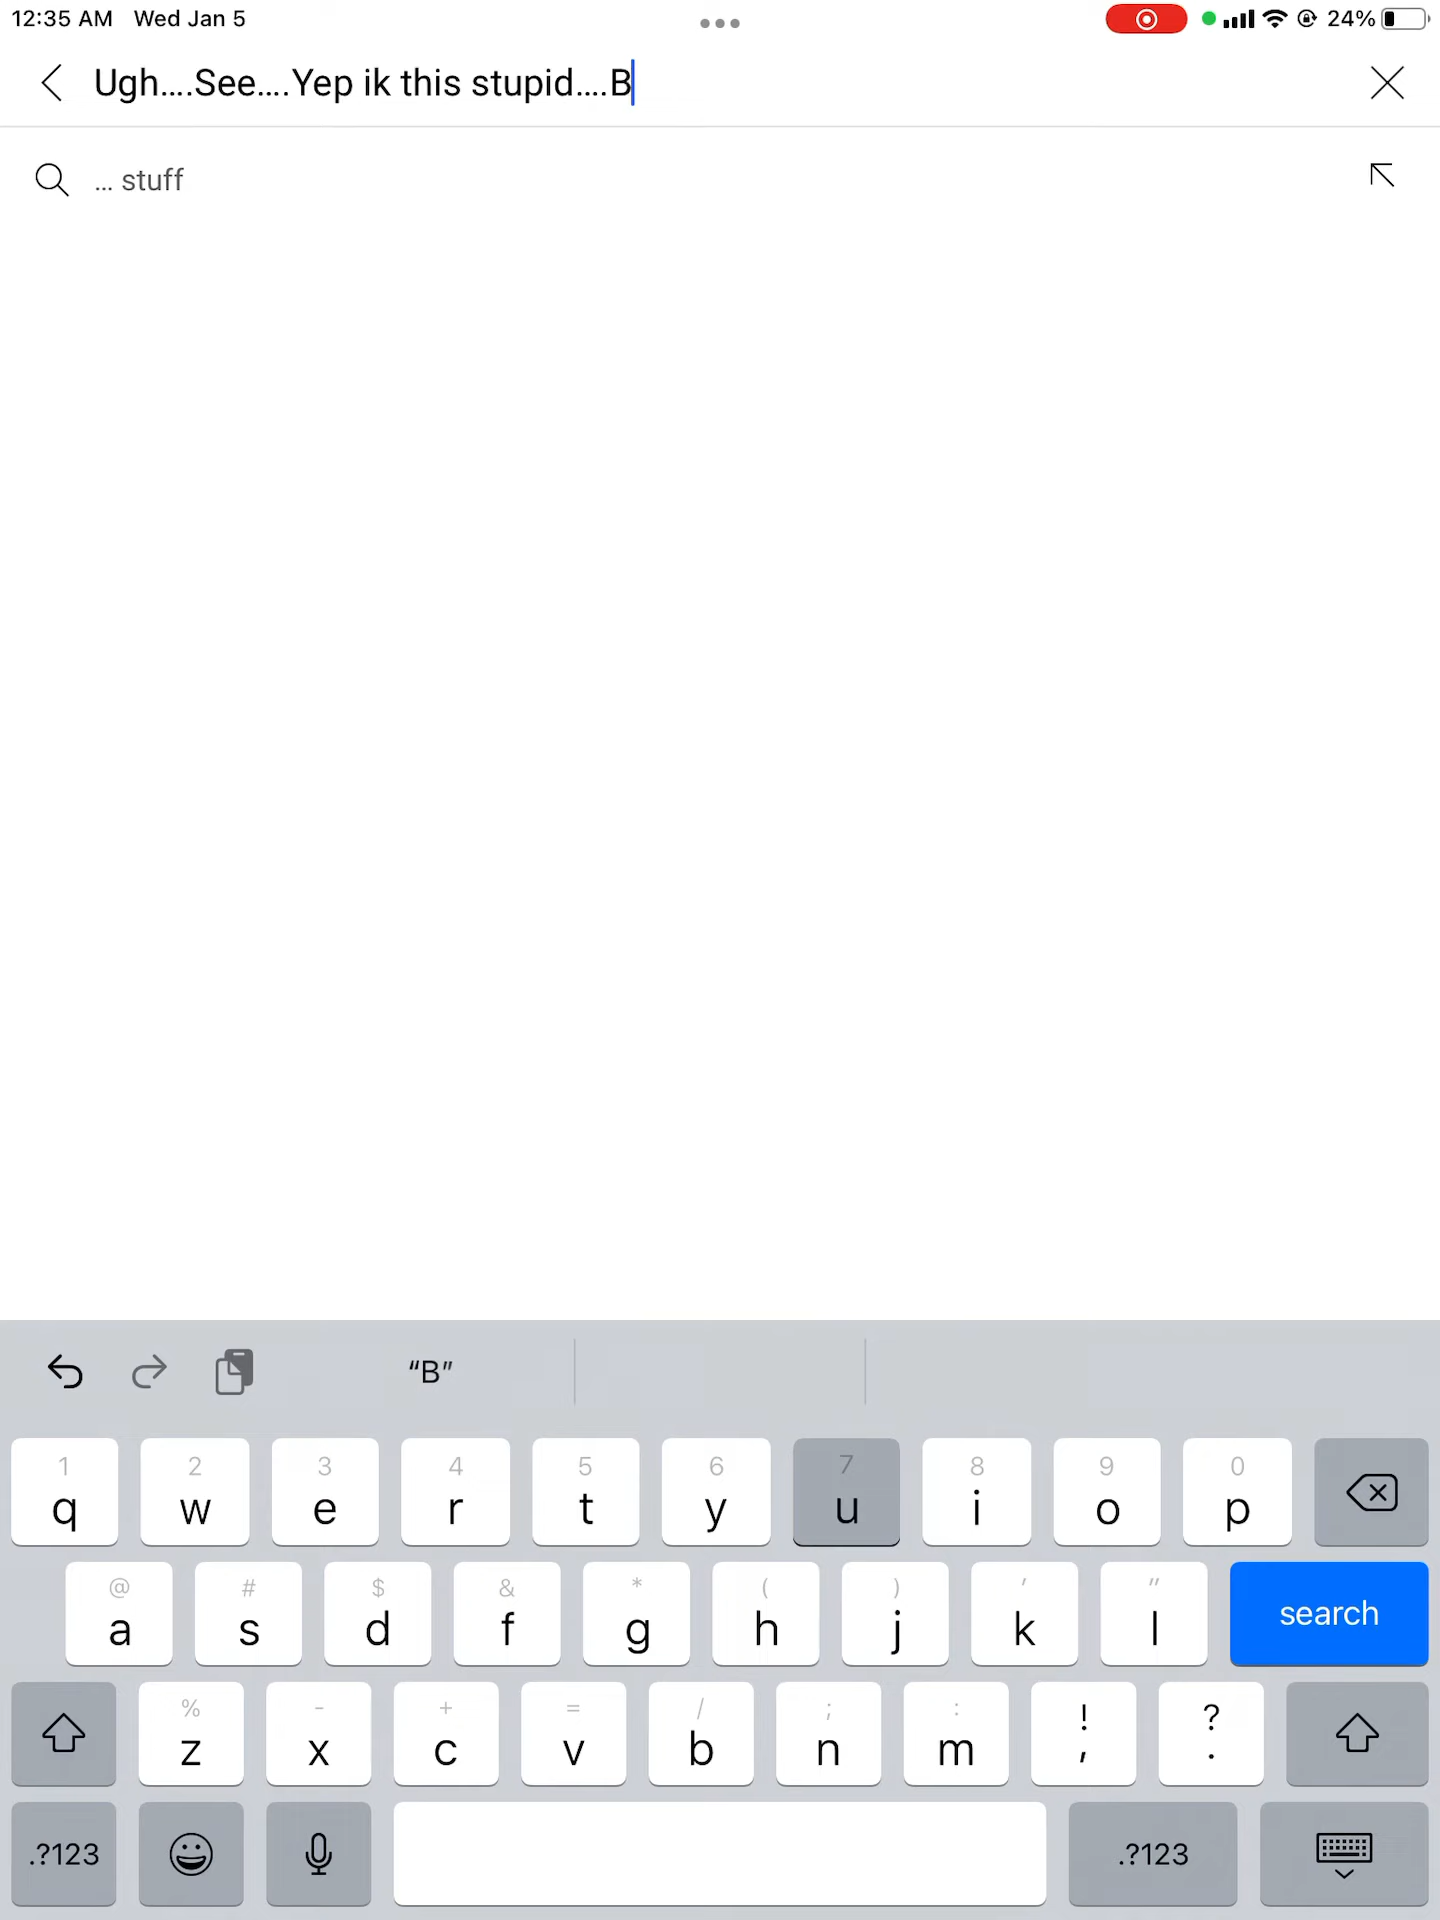 12:35 AM Wed Jan 5 24%
Ugh....See....Yep ik this stupid....B
... stuff
“B”
1 2 3 4 5 6 7 8 9 0
q w e r t y u i o p
@ # $ & * ( ) ' "
a s d f g h j k l search
% - + = / ; : ! ?
z x c v b n m , .
.?123 .?123